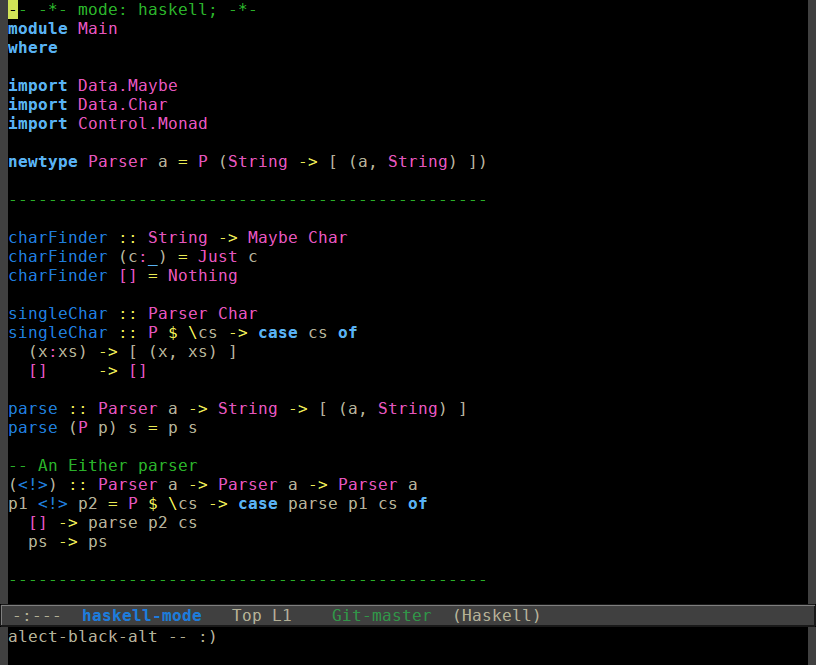 -- -*- mode: haskell; -*-
module Main
where
import Data.Maybe
import Data.Char
import Control.Monad
newtype Parser a = P (String -> [ (a, String) ])
------------------------------------------------
charFinder :: String -> Maybe Char
charFinder (c:_) = Just c
charFinder [] = Nothing
singleChar :: Parser Char
singleChar :: P $ \cs -> case cs of
  (x:xs) -> [ (x, xs) ]
  []     -> []
parse :: Parser a -> String -> [ (a, String) ]
parse (P p) s = p s
-- An Either parser
(<!>) :: Parser a -> Parser a -> Parser a
p1 <!> p2 = P $ \cs -> case parse p1 cs of
  [] -> parse p2 cs
  ps -> ps
------------------------------------------------
-:---  haskell-mode   Top L1    Git-master  (Haskell)
alect-black-alt -- :)